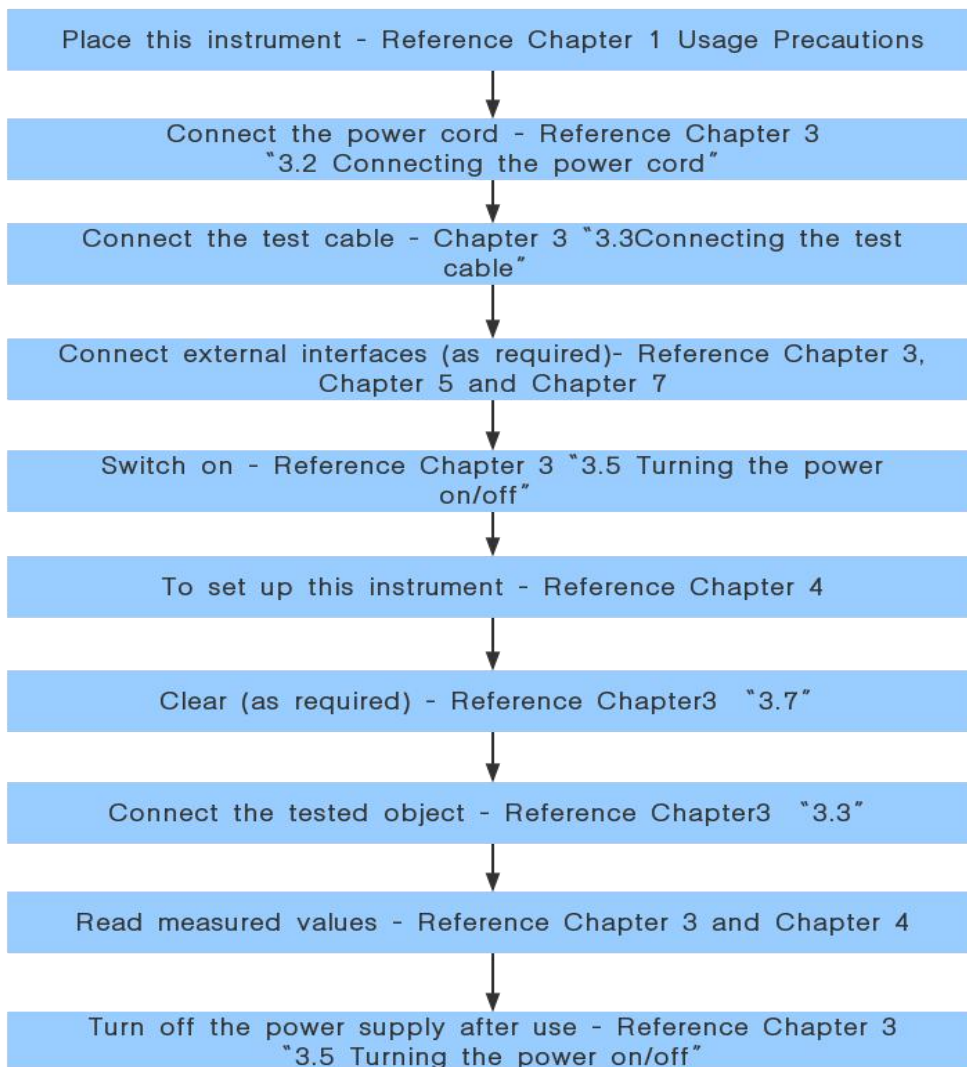 Place this instrument - Reference Chapter 1 Usage Precautions
Connect the power cord - Reference Chapter 3
"3.2 Connecting the power cord"
Connect the test cable - Chapter 3 "3.3Connecting the test
cable"
Connect external interfaces (as required)- Reference Chapter 3,
Chapter 5 and Chapter 7
Switch on - Reference Chapter 3 "3.5 Turning the power
on/off"
To set up this instrument - Reference Chapter 4
Clear (as required) - Reference Chapter3 "3.7"
Connect the tested object - Reference Chapter3 "3.3"
Read measured values - Reference Chapter 3 and Chapter 4
Turn off the power supply after use - Reference Chapter 3
"3.5 Turning the power on/off"